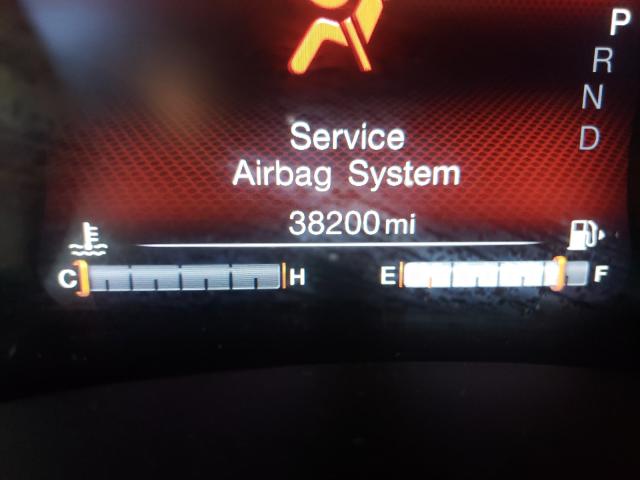 P
R
N
D
Service
Airbag System
38200 mi
C H E F